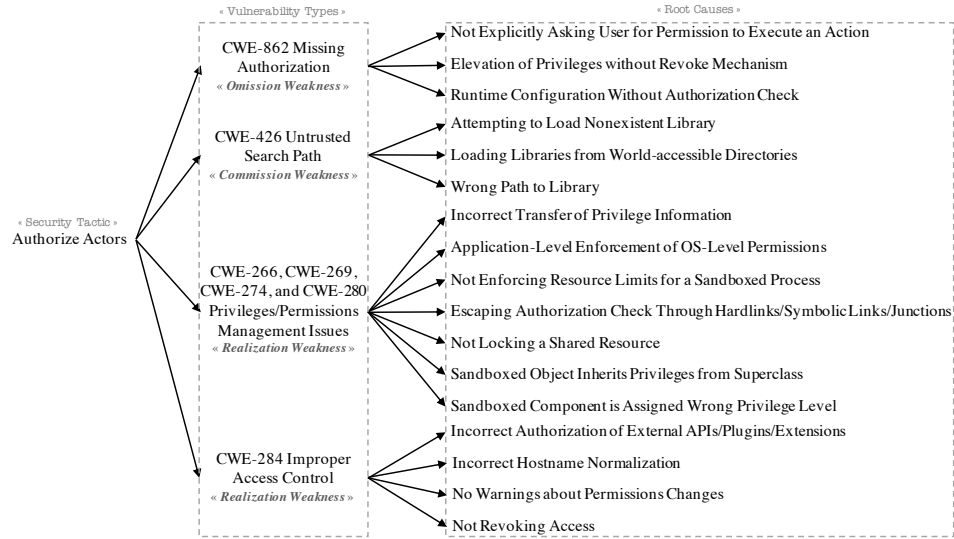 « Vulnerability Types »
« Root Causes »
« Security Tactic »
Authorize Actors
CWE-862 Missing
Authorization
« Omission Weakness »
Not Explicitly Asking User for Permission to Execute an Action
Elevation of Privileges without Revoke Mechanism
Runtime Configuration Without Authorization Check
CWE-426 Untrusted
Search Path
« Commission Weakness »
Attempting to Load Nonexistent Library
Loading Libraries from World-accessible Directories
Wrong Path to Library
CWE-266, CWE-269,
CWE-274, and CWE-280
Privileges/Permissions
Management Issues
« Realization Weakness »
Incorrect Transfer of Privilege Information
Application-Level Enforcement of OS-Level Permissions
Not Enforcing Resource Limits for a Sandboxed Process
Escaping Authorization Check Through Hardlinks/Symbolic Links/Junctions
Not Locking a Shared Resource
Sandboxed Object Inherits Privileges from Superclass
Sandboxed Component is Assigned Wrong Privilege Level
CWE-284 Improper
Access Control
« Realization Weakness »
Incorrect Authorization of External APIs/Plugins/Extensions
Incorrect Hostname Normalization
No Warnings about Permissions Changes
Not Revoking Access